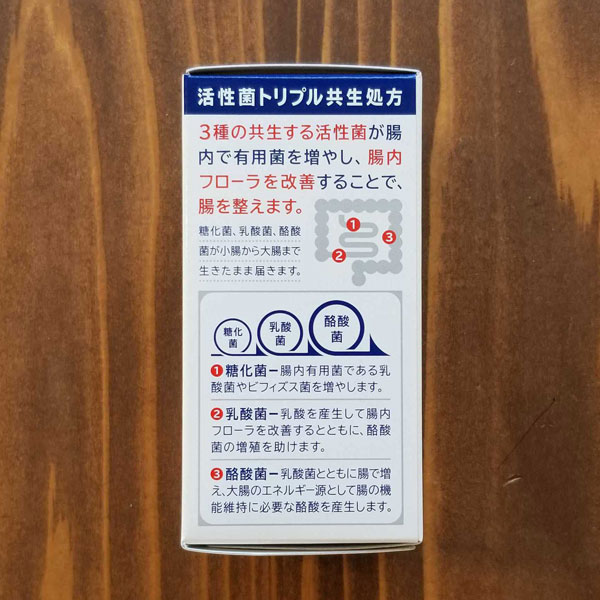 活性菌トリプル共生処方
3種の共生する活性菌が腸
内で有用菌を増やし、腸内
フローラを改善することで、
腸を整えます。
糖化菌、乳酸菌、酪酸
菌が小腸から大腸まで
生きたまま届きます。
1
3
2
糖化
菌
乳酸
菌
酪酸
菌
1 糖化菌ー腸内有用菌である乳
酸菌やビフィズス菌を増やします。
2 乳酸菌ー乳酸を産生して腸内
フローラを改善するとともに、酪酸
菌の増殖を助けます。
3 酪酸菌ー乳酸菌とともに腸で増
え、大腸のエネルギー源として腸の機
能維持に必要な酪酸を産生します。